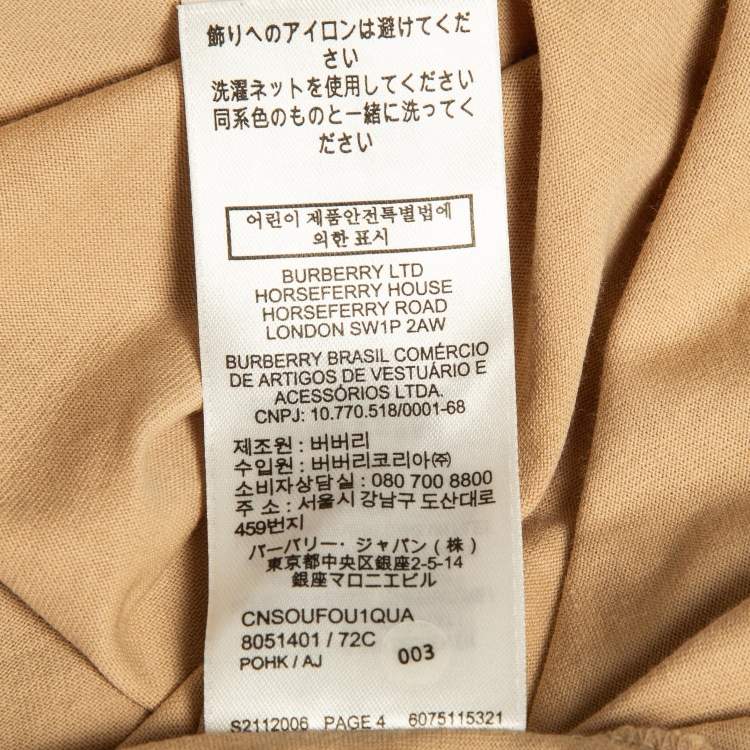 飾りへのアイロンは避けてくだ
さい
洗濯ネットを使用してください
同系色のものと一緒に洗ってく
ださい
어린이 제품안전특별법에
의한 표시
BURBERRY LTD
HORSEFERRY HOUSE
HORSEFERRY ROAD
LONDON SW1P 2AW
BURBERRY BRASIL COMÉRCIO
DE ARTIGOS DE VESTUÁRIO E
ACESSÓRIOS LTDA.
CNPJ: 10.770.518/0001-68
제조원 : 버버리
수입원 : 버버리코리아㈜
소비자상담실 : 080 700 8800
주 소 : 서울시 강남구 도산대로
459번지
バーバリー・ジャパン(株)
東京都中央区銀座2-5-14
銀座マロニエビル
CNSOUFOU1QUA
8051401 / 72C
POHK / AJ 003
S2112006 PAGE 4 6075115321